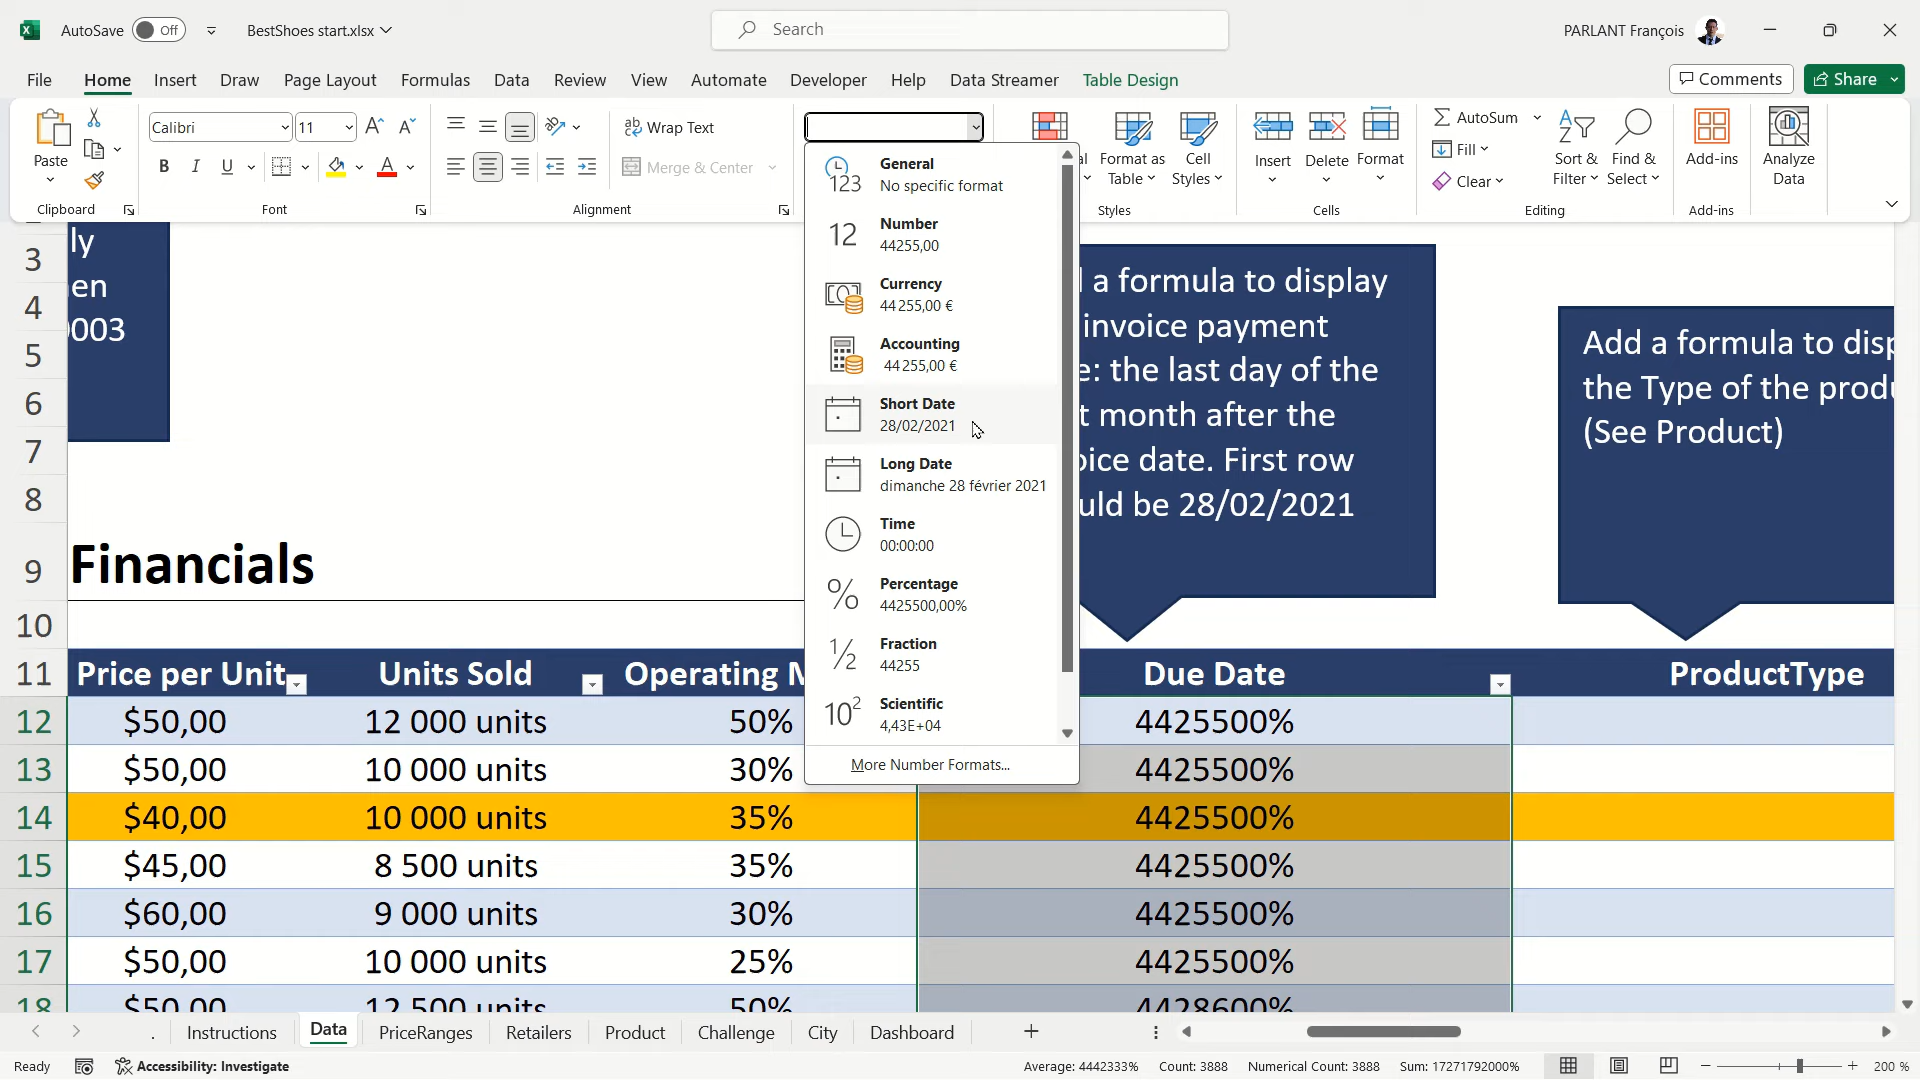 AutoSave Off BestShoes start.xlsx Search PARLANT François
File Home Insert Draw Page Layout Formulas Data Review View Automate Developer Help Data Streamer Table Design Comments Share
Paste
Clipboard
Calibri 11
B I U A
Font
Wrap Text
Merge & Center
Alignment
Format as
Table
Cell
Styles
Styles
Insert Delete Format
Cells
AutoSum
Fill
Clear
Sort &
Filter
Find &
Select
Editing
Add-ins
Add-ins
Analyze
Data
General
No specific format
Number
44255,00
Currency
44 255,00 €
Accounting
44 255,00 €
Short Date
28/02/2021
Long Date
dimanche 28 février 2021
Time
00:00:00
Percentage
4425500,00%
Fraction
44255
Scientific
4,43E+04
More Number Formats...
ly
en
0003
a formula to display
invoice payment
e: the last day of the
t month after the
oice date. First row
uld be 28/02/2021
Add a formula to disp
the Type of the produ
(See Product)
3
4
5
6
7
8
9 Financials
10
11 Price per Unit Units Sold Operating M Due Date ProductType
12 $50,00 12 000 units 50% 4425500%
13 $50,00 10 000 units 30% 4425500%
14 $40,00 10 000 units 35% 4425500%
15 $45,00 8 500 units 35% 4425500%
16 $60,00 9 000 units 30% 4425500%
17 $50,00 10 000 units 25% 4425500%
18 $50,00 12 500 units 50% 4428600%
Instructions Data PriceRanges Retailers Product Challenge City Dashboard
Ready Accessibility: Investigate Average: 4442333% Count: 3888 Numerical Count: 3888 Sum: 17271792000% 200 %